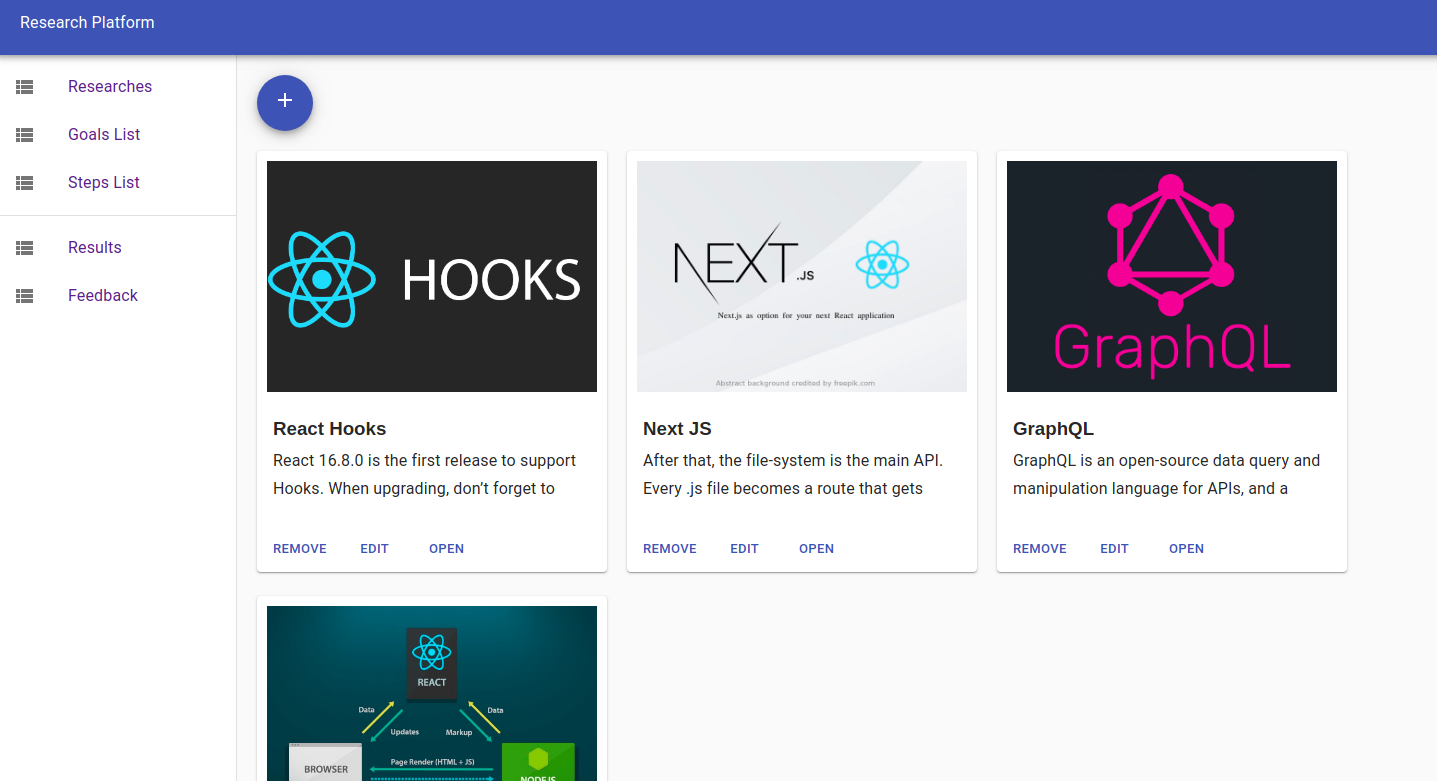 Research Platform
Researches
Goals List
Steps List
Results
Feedback
+
HOOKS
NEXT.JS
Next.js as option for your next React application
Abstract background credited by freepik.com
GraphQL
React Hooks
React 16.8.0 is the first release to support
Hooks. When upgrading, don’t forget to
REMOVE EDIT OPEN
Next JS
After that, the file-system is the main API.
Every .js file becomes a route that gets
REMOVE EDIT OPEN
GraphQL
GraphQL is an open-source data query and
manipulation language for APIs, and a
REMOVE EDIT OPEN
REACT
Data
Data
Updates
Markup
Page Render (HTML + JS)
BROWSER
NODE.JS